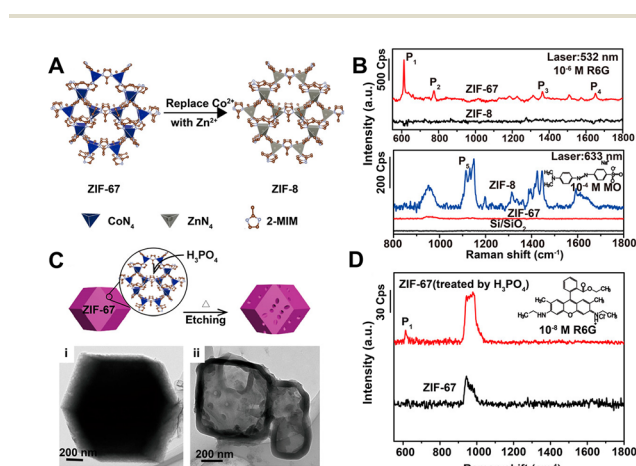 A
Replace Co²⁺
with Zn²⁺
ZIF-67
ZIF-8
CoN₄
ZnN₄
2-MIM
B
Laser:532 nm
10⁻⁶ R6G
500 Cps
P₁
P₂
P₃
P₄
ZIF-67
ZIF-8
600 800 1000 1200 1400 1600 1800
Intensity (a.u.)
Laser:633 nm
200 Cps
P₅
ZIF-8
10⁻⁴ M MO
ZIF-67
Si/SiO₂
800 1000 1200 1400 1600 1800
Raman shift (cm⁻¹)
C
H₃PO₄
ZIF-67
Etching
i
200 nm
ii
200 nm
D
30 Cps
ZIF-67(treated by H₃PO₄)
P₁
10⁻⁸ M R6G
ZIF-67
Intensity (a.u.)
600 800 1000 1200 1400 1600 1800